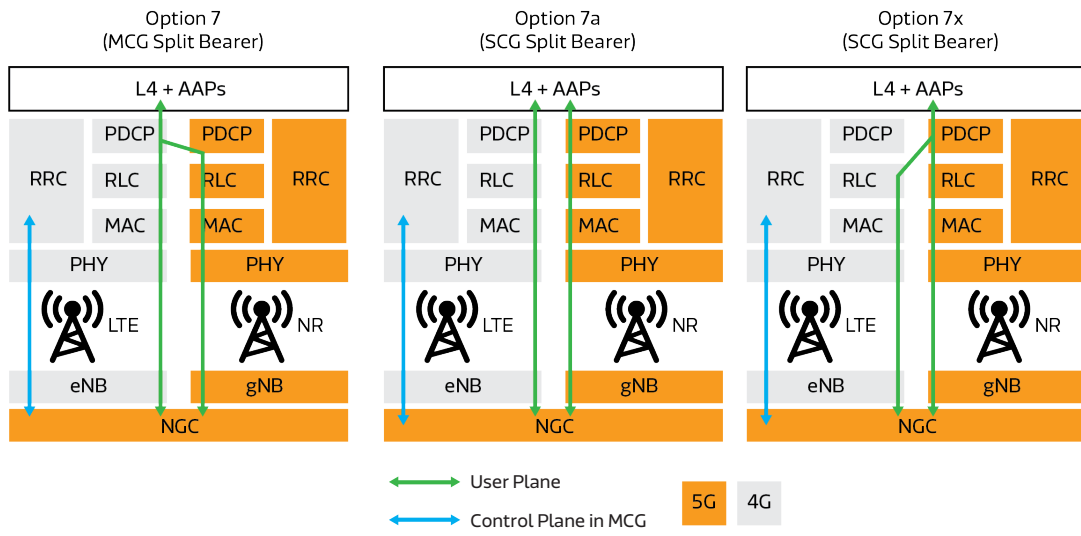 Option 7
(MCG Split Bearer)
L4 + AAPs
RRC
PDCP
PDCP
RRC
RLC
RLC
MAC
MAC
PHY
PHY
LTE
NR
eNB
gNB
NGC
Option 7a
(SCG Split Bearer)
L4 + AAPs
RRC
PDCP
PDCP
RRC
RLC
RLC
MAC
MAC
PHY
PHY
LTE
NR
eNB
gNB
NGC
Option 7x
(SCG Split Bearer)
L4 + AAPs
RRC
PDCP
PDCP
RRC
RLC
RLC
MAC
MAC
PHY
PHY
LTE
NR
eNB
gNB
NGC
User Plane
Control Plane in MCG
5G
4G